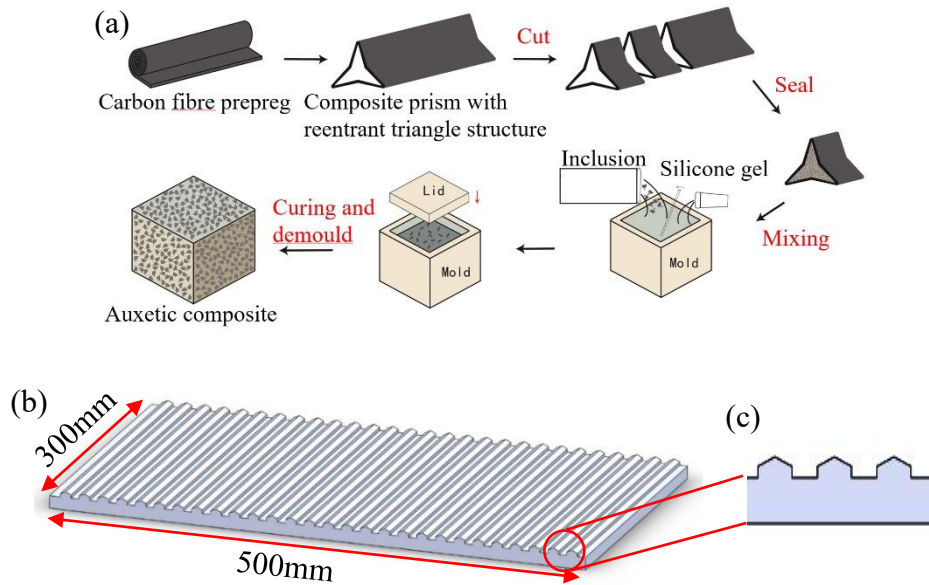 (a)
Cut
Carbon fibre prepreg
Composite prism with
reentrant triangle structure
Seal
Inclusion
Silicone gel
Lid
Curing and
demould
Mixing
Mold
Mold
Auxetic composite
(b)
300mm
500mm
(c)